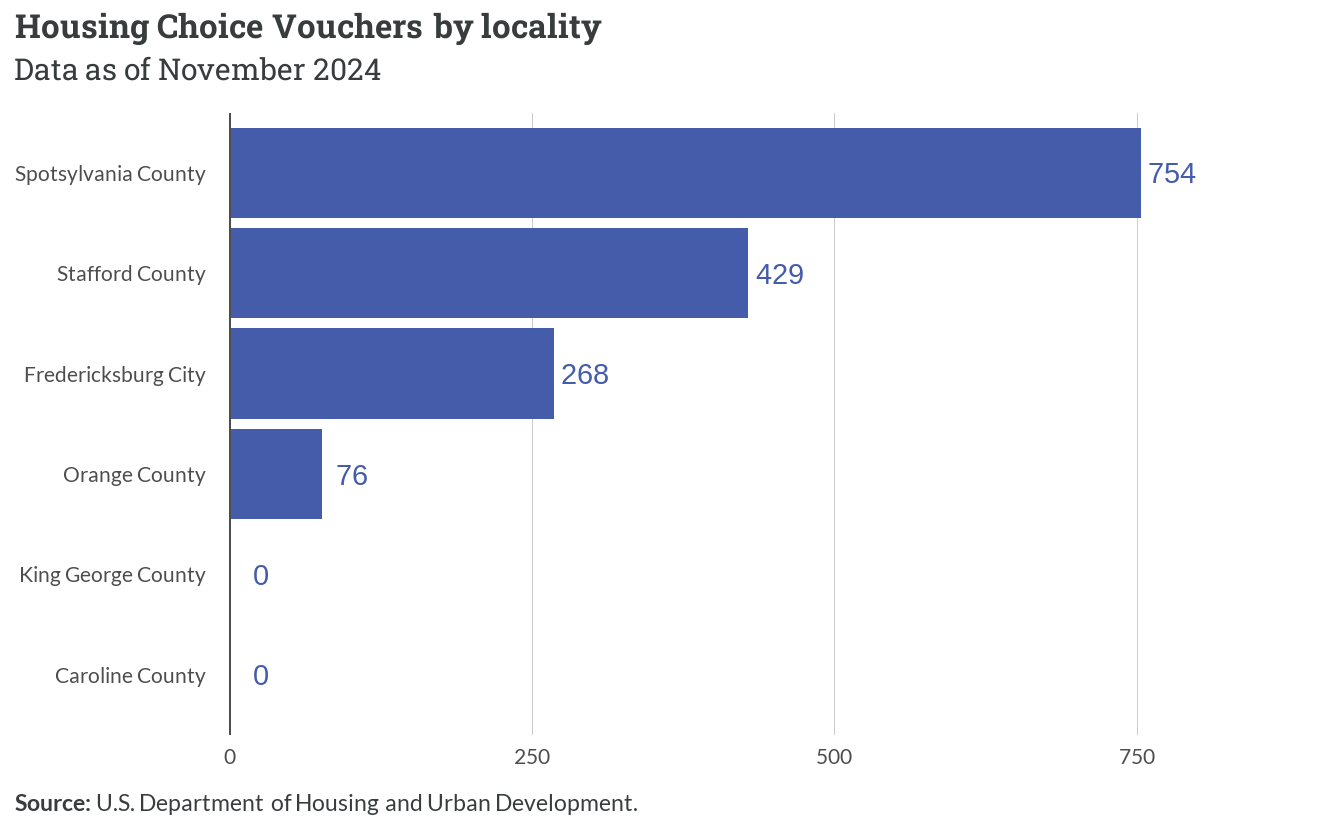 Housing Choice Vouchers by locality
Data as of November 2024
Spotsylvania County 754
Stafford County 429
Fredericksburg City 268
Orange County 76
King George County 0
Caroline County 0
0 250 500 750
Source: U.S. Department of Housing and Urban Development.